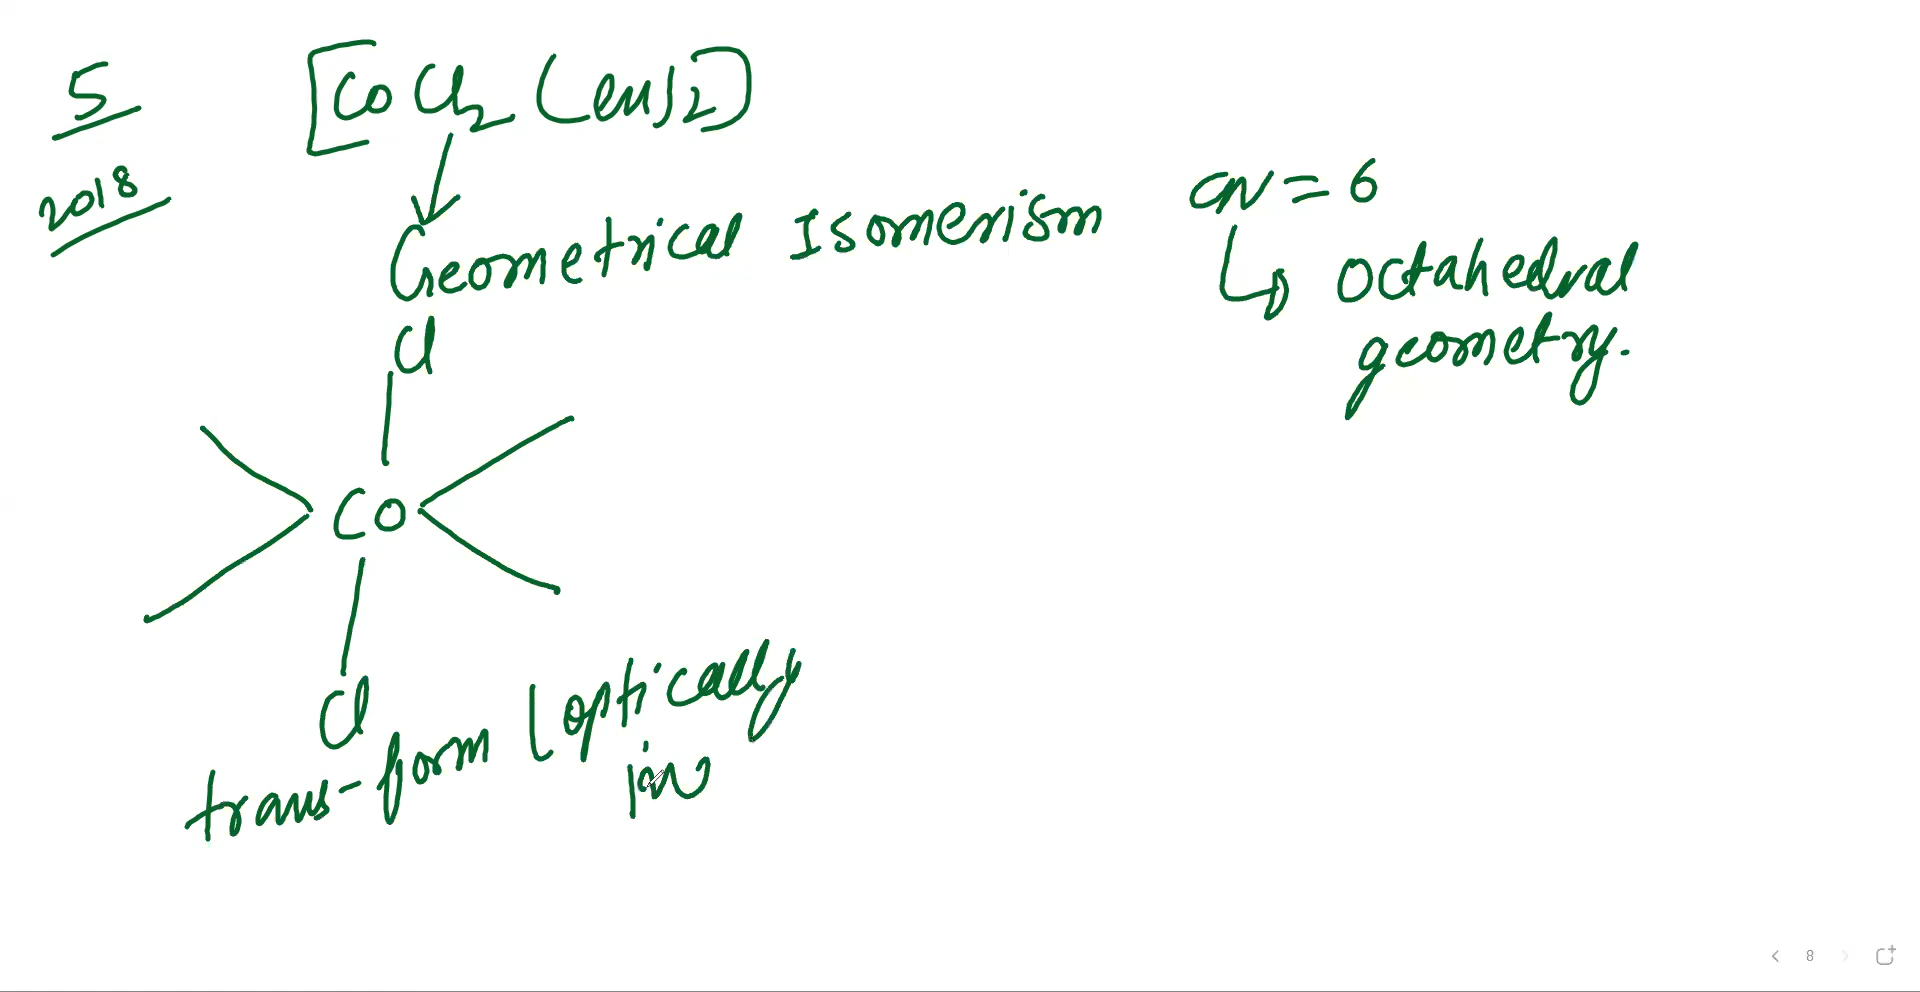 5
[CoCl2 (en)2]
2018
CN = 6
Geometrical Isomerism
octahedral
geometry.
Cl
Co
Cl
trans-form (optically
in
8